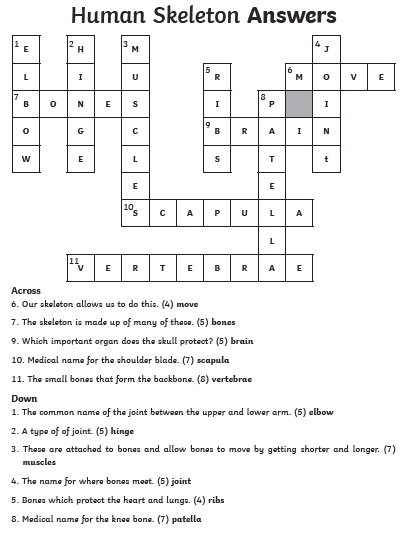 Human Skeleton Answers
1 E 2 H 3 M 4 J
L I U 5 R 6 M O V E
7 B O N E S I 8 P I
O G C 9 B R A I N
W E L S T t
E E
10 S C A P U L A
L
11 V E R T E B R A E
Across
6. Our skeleton allows us to do this. (4) move
7. The skeleton is made up of many of these. (5) bones
9. Which important organ does the skull protect? (5) brain
10. Medical name for the shoulder blade. (7) scapula
11. The small bones that form the backbone. (8) vertebrae
Down
1. The common name of the joint between the upper and lower arm. (5) elbow
2. A type of of joint. (5) hinge
3. These are attached to bones and allow bones to move by getting shorter and longer. (7)
muscles
4. The name for where bones meet. (5) joint
5. Bones which protect the heart and lungs. (4) ribs
8. Medical name for the knee bone. (7) patella